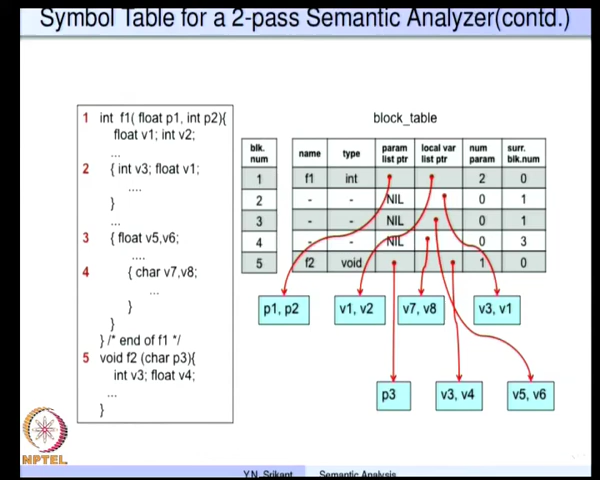 Symbol Table for a 2-pass Semantic Analyzer(contd.)
1 int f1( float p1, int p2){
float v1; int v2;
...
2 { int v3; float v1;
....
}
...
3 { float v5,v6;
....
4 { char v7,v8;
...
}
}
} /* end of f1 */
5 void f2 (char p3){
int v3; float v4;
...
}
block_table
blk. num name type param list ptr local var list ptr num param surr. blk.num
1 f1 int 2 0
2 - - NIL 0 1
3 - - NIL 0 1
4 - - NIL 0 3
5 f2 void 1 0
p1, p2 v1, v2 v7, v8 v3, v1
p3 v3, v4 v5, v6
NPTEL
Y.N. Srikant Semantic Analysis